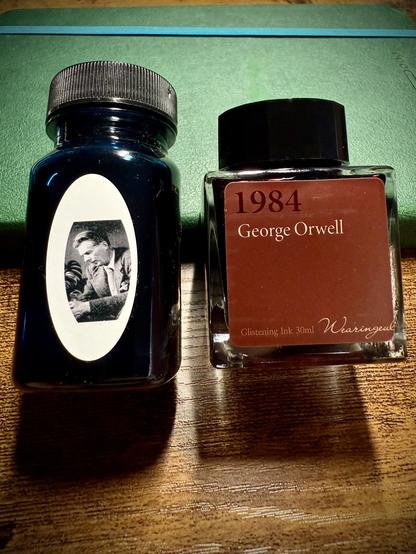 1984
George Orwell
Glistening Ink 30ml Wearingeul